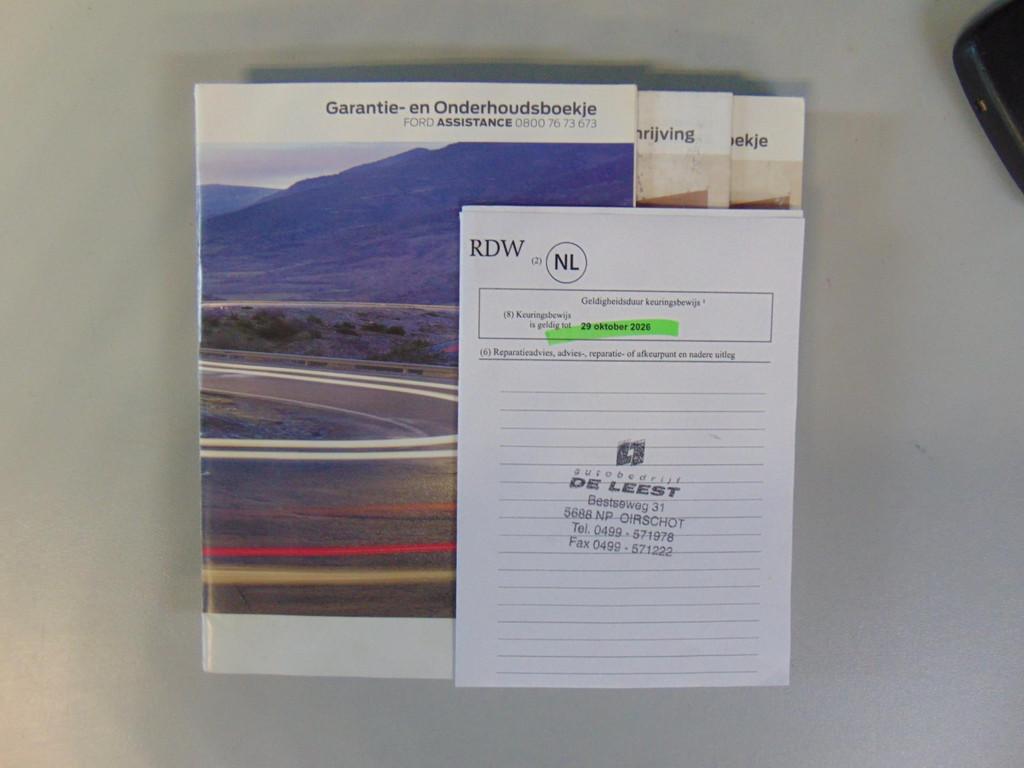 Garantie- en Onderhoudsboekje
FORD ASSISTANCE 0800 76 73 673
hrijving
oekje
RDW (2) NL
Geldigheidsduur keuringsbewijs ¹
(8) Keuringsbewijs
is geldig tot 29 oktober 2026
(6) Reparatieadvies, advies-, reparatie- of afkeurpunt en nadere uitleg
autobedrijf
DE LEEST
Bestseweg 31
5688 NP OIRSCHOT
Tel. 0499 - 571978
Fax 0499 - 571222